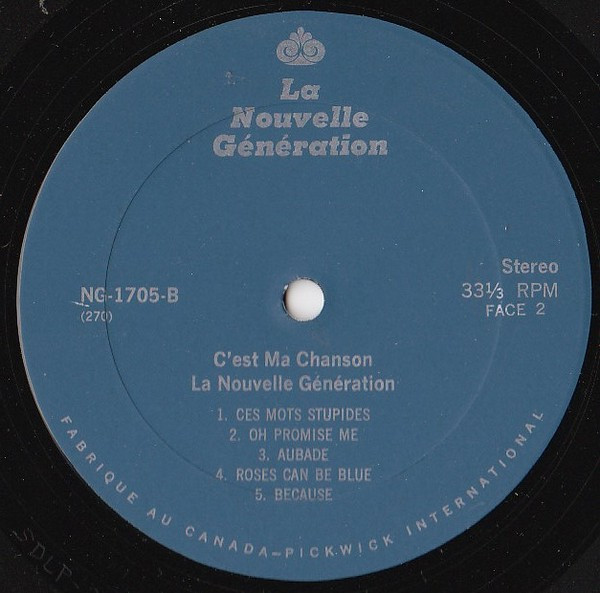 La
Nouvelle
Génération
Stereo
NG-1705-B
33⅓ RPM
(270)
FACE 2
C'est Ma Chanson
La Nouvelle Génération
1. CES MOTS STUPIDES
2. OH PROMISE ME
3. AUBADE
4. ROSES CAN BE BLUE
5. BECAUSE
FABRIQUE AU CANADA—PICKWICK INTERNATIONAL
SDLP